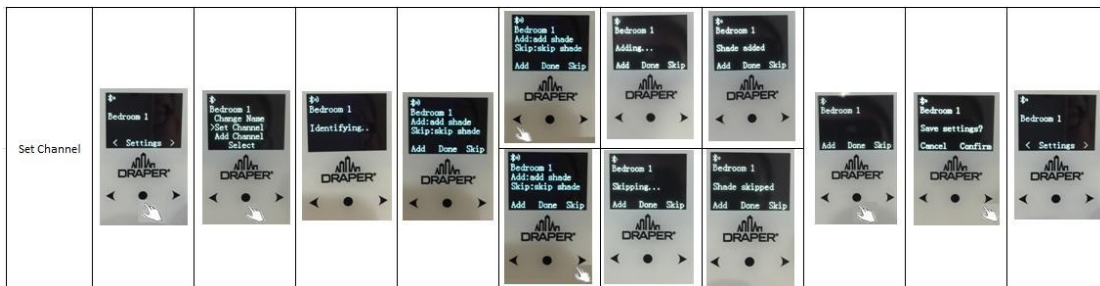 Set Channel
Bedroom 1
< Settings >
DRAPER®
Bedroom 1
Change Name
>Set Channel
Add Channel
Select
DRAPER®
Bedroom 1
Identifying..
DRAPER®
Bedroom 1
Add:add shade
Skip:skip shade
Add Done Skip
DRAPER®
Bedroom 1
Add:add shade
Skip:skip shade
Add Done Skip
DRAPER®
Bedroom 1
Adding...
Add Done Skip
DRAPER®
Bedroom 1
Shade added
Add Done Skip
DRAPER®
Bedroom 1
Add:add shade
Skip:skip shade
Add Done Skip
DRAPER®
Bedroom 1
Skipping...
Add Done Skip
DRAPER®
Bedroom 1
Shade skipped
Add Done Skip
DRAPER®
Bedroom 1
Add Done Skip
DRAPER®
Bedroom 1
Save settings?
Cancel Confirm
DRAPER®
Bedroom 1
< Settings >
DRAPER®